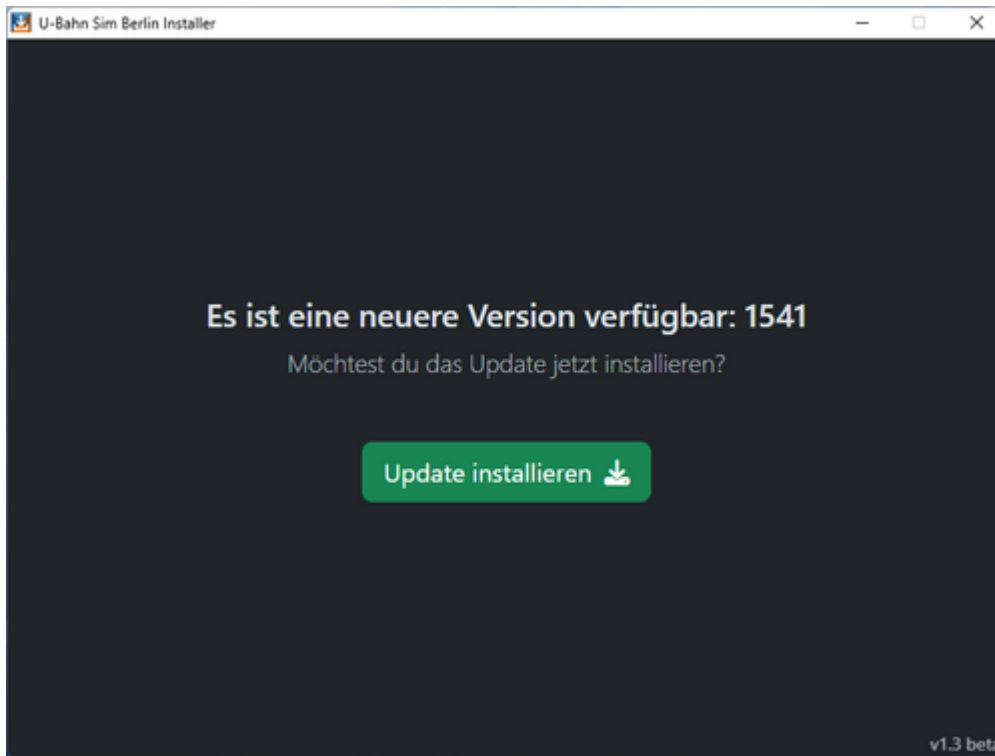 U-Bahn Sim Berlin Installer
Es ist eine neuere Version verfügbar: 1541
Möchtest du das Update jetzt installieren?
Update installieren
v1.3 beta